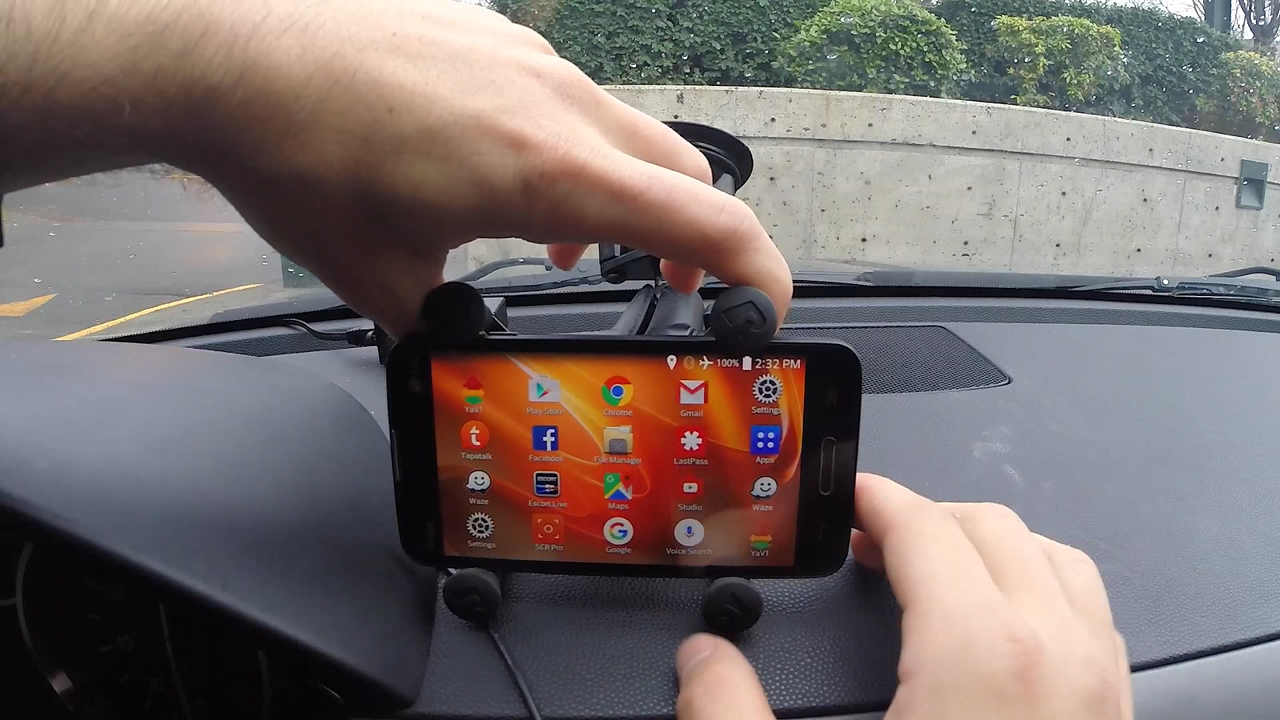 100% 2:32 PM
YaV1 Play Store Chrome Gmail Settings
Tapatalk Facebook File Manager LastPass Apps
ESCORT
Waze Escort Live Maps Studio Waze
Settings SCR Pro Google Voice Search YaV1